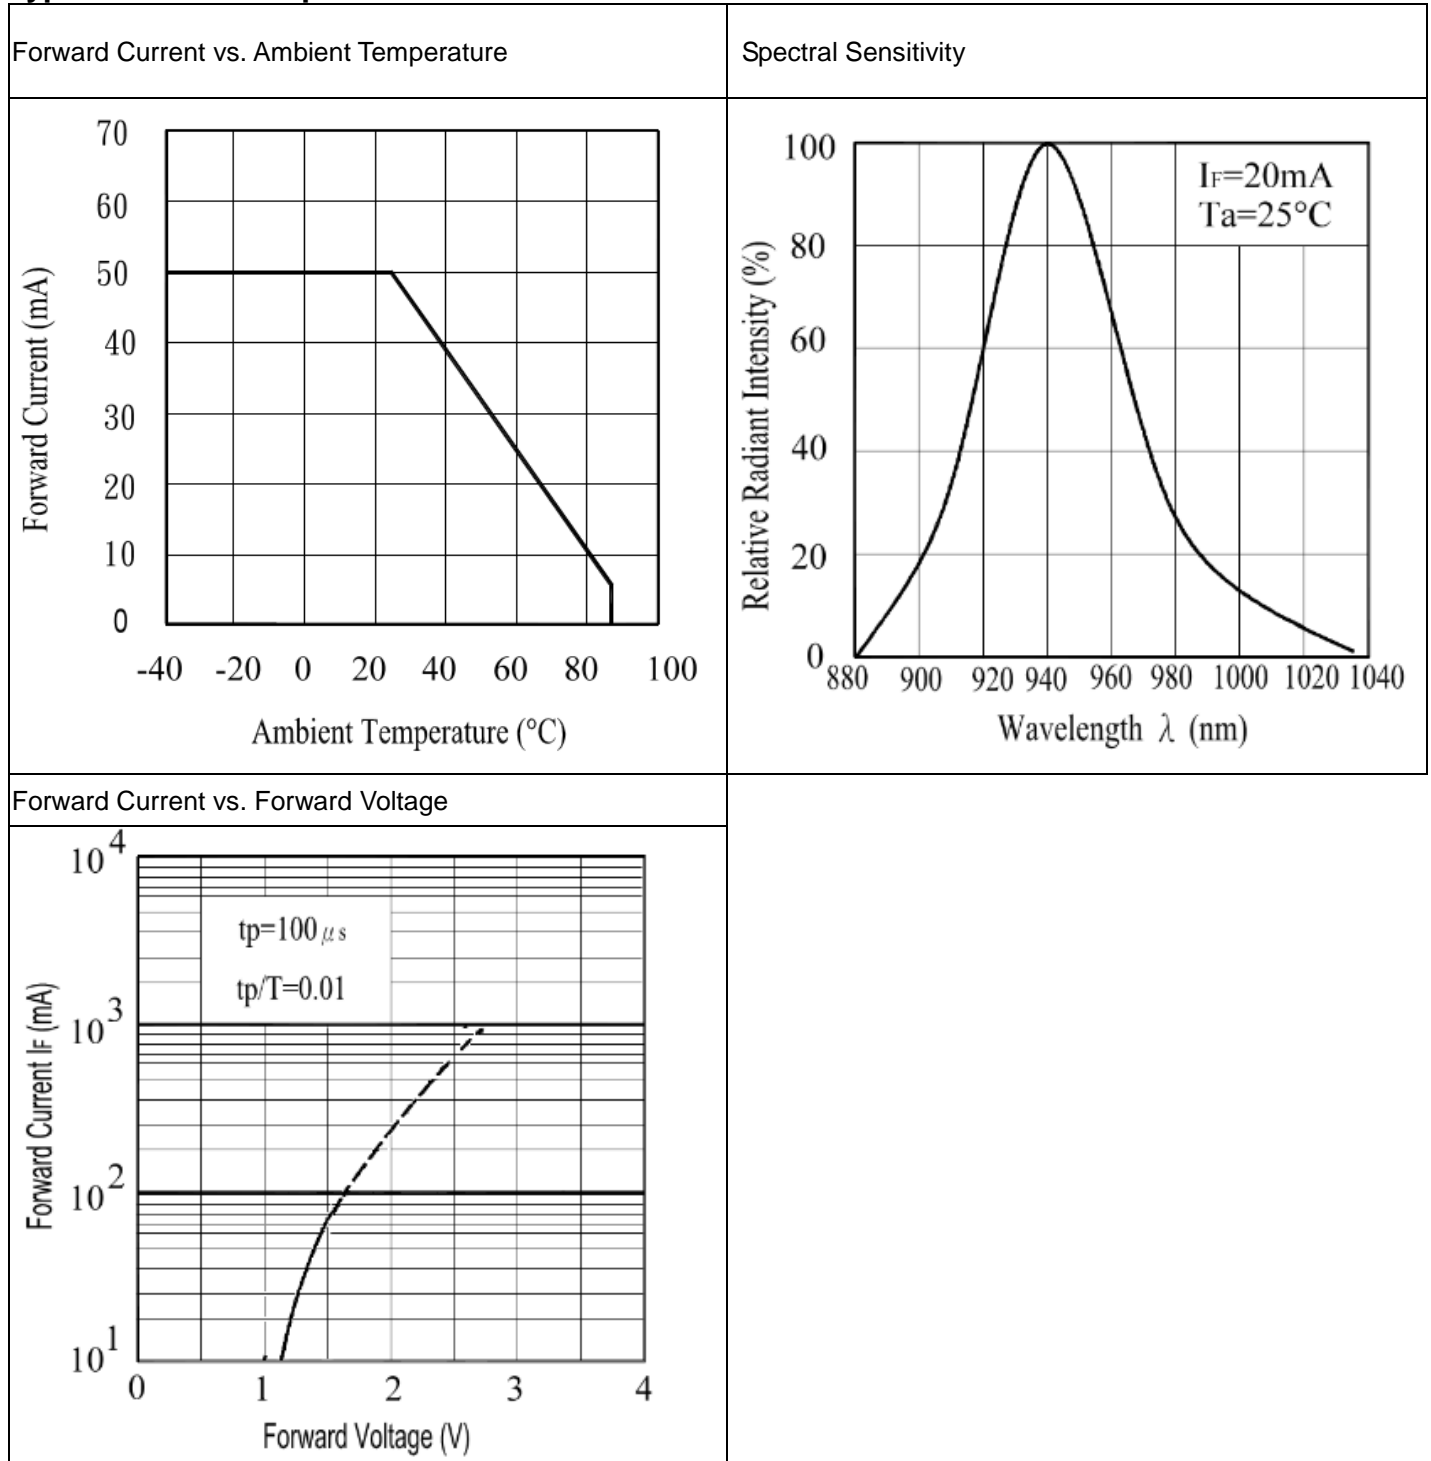 Forward Current vs. Ambient Temperature
Spectral Sensitivity
70
60
50
40
30
20
10
0
Forward Current (mA)
-40 -20 0 20 40 60 80 100
Ambient Temperature (°C)
100
80
60
40
20
0
Relative Radiant Intensity (%)
IF=20mA
Ta=25°C
880 900 920 940 960 980 1000 1020 1040
Wavelength λ (nm)
Forward Current vs. Forward Voltage
10^4
10^3
10^2
10^1
Forward Current IF (mA)
tp=100μs
tp/T=0.01
0 1 2 3 4
Forward Voltage (V)